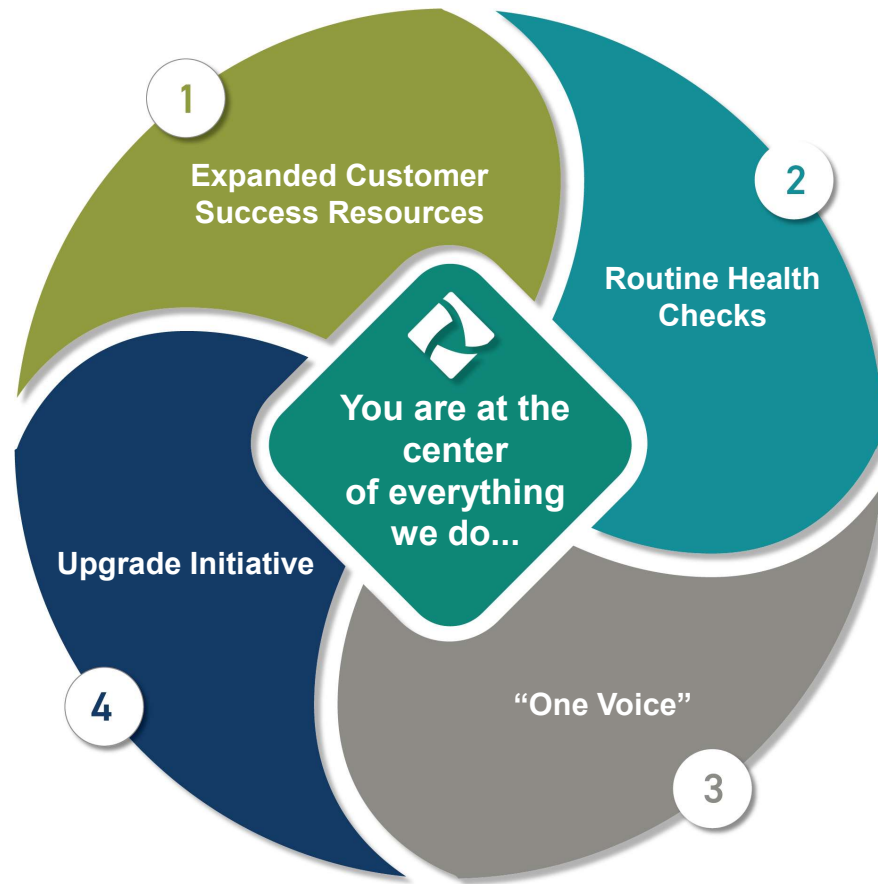 1
Expanded Customer
Success Resources
2
Routine Health
Checks
You are at the
center
of everything
we do...
“One Voice”
3
Upgrade Initiative
4